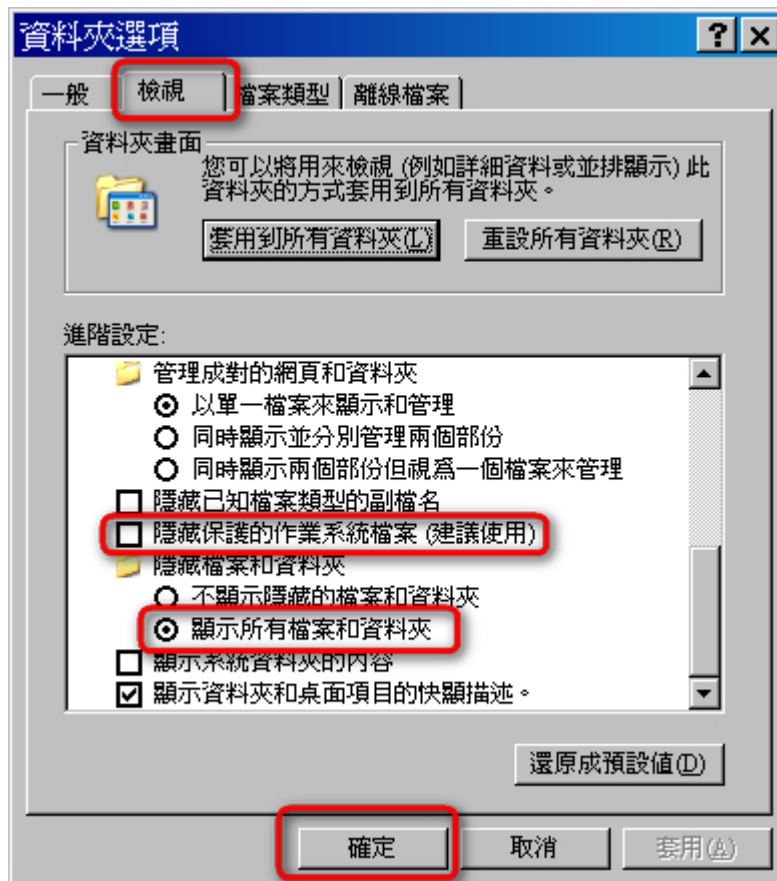 資料夾選項
一般 檢視 檔案類型 離線檔案
資料夾畫面
您可以將用來檢視 (例如詳細資料或並排顯示) 此
資料夾的方式套用到所有資料夾。
套用到所有資料夾(L) 重設所有資料夾(R)
進階設定:
管理成對的網頁和資料夾
以單一檔案來顯示和管理
同時顯示並分別管理兩個部份
同時顯示兩個部份但視為一個檔案來管理
隱藏已知檔案類型的副檔名
隱藏保護的作業系統檔案 (建議使用)
隱藏檔案和資料夾
不顯示隱藏的檔案和資料夾
顯示所有檔案和資料夾
顯示系統資料夾的內容
顯示資料夾和桌面項目的快顯描述。
還原成預設值(D)
確定 取消 套用(A)